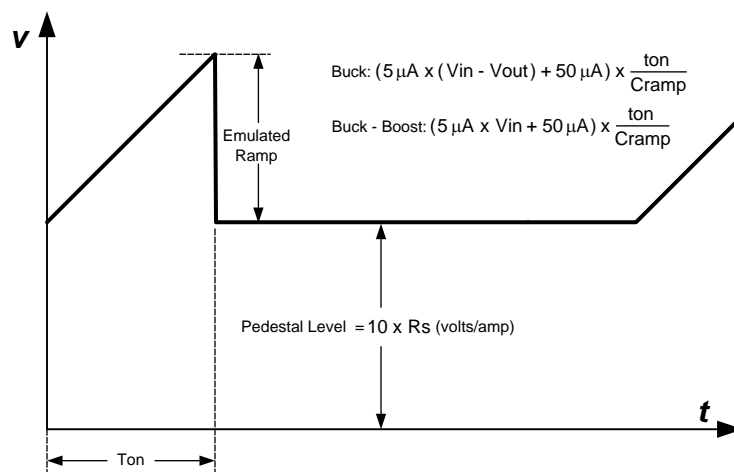 v
Buck: (5 μA x (Vin - Vout) + 50 μA) x ton
Cramp
Emulated
Ramp
Buck - Boost: (5 μA x Vin + 50 μA) x ton
Cramp
Pedestal Level = 10 x Rs (volts/amp)
t
Ton